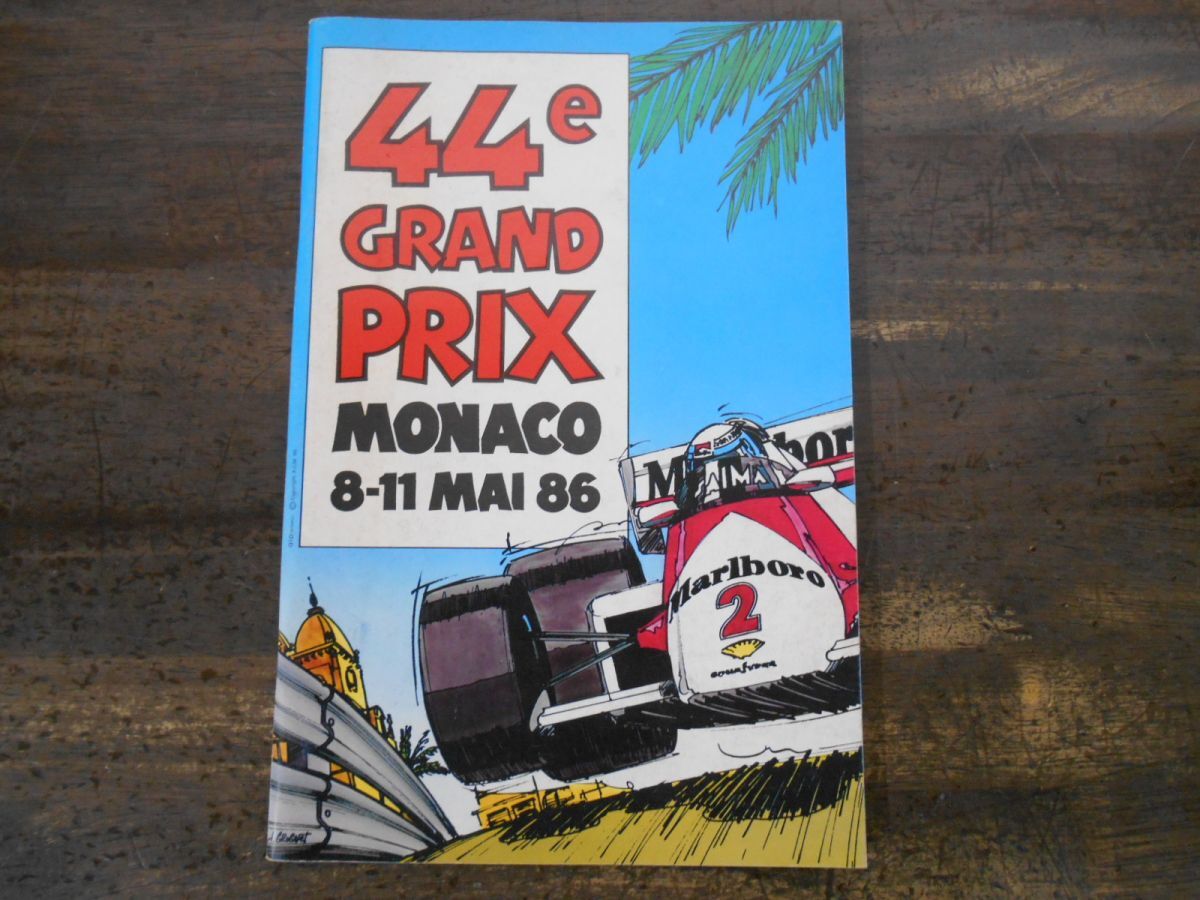 44e
GRAND
PRIX
MONACO
8-11 MAI 86
Marlboro
Marlboro
2